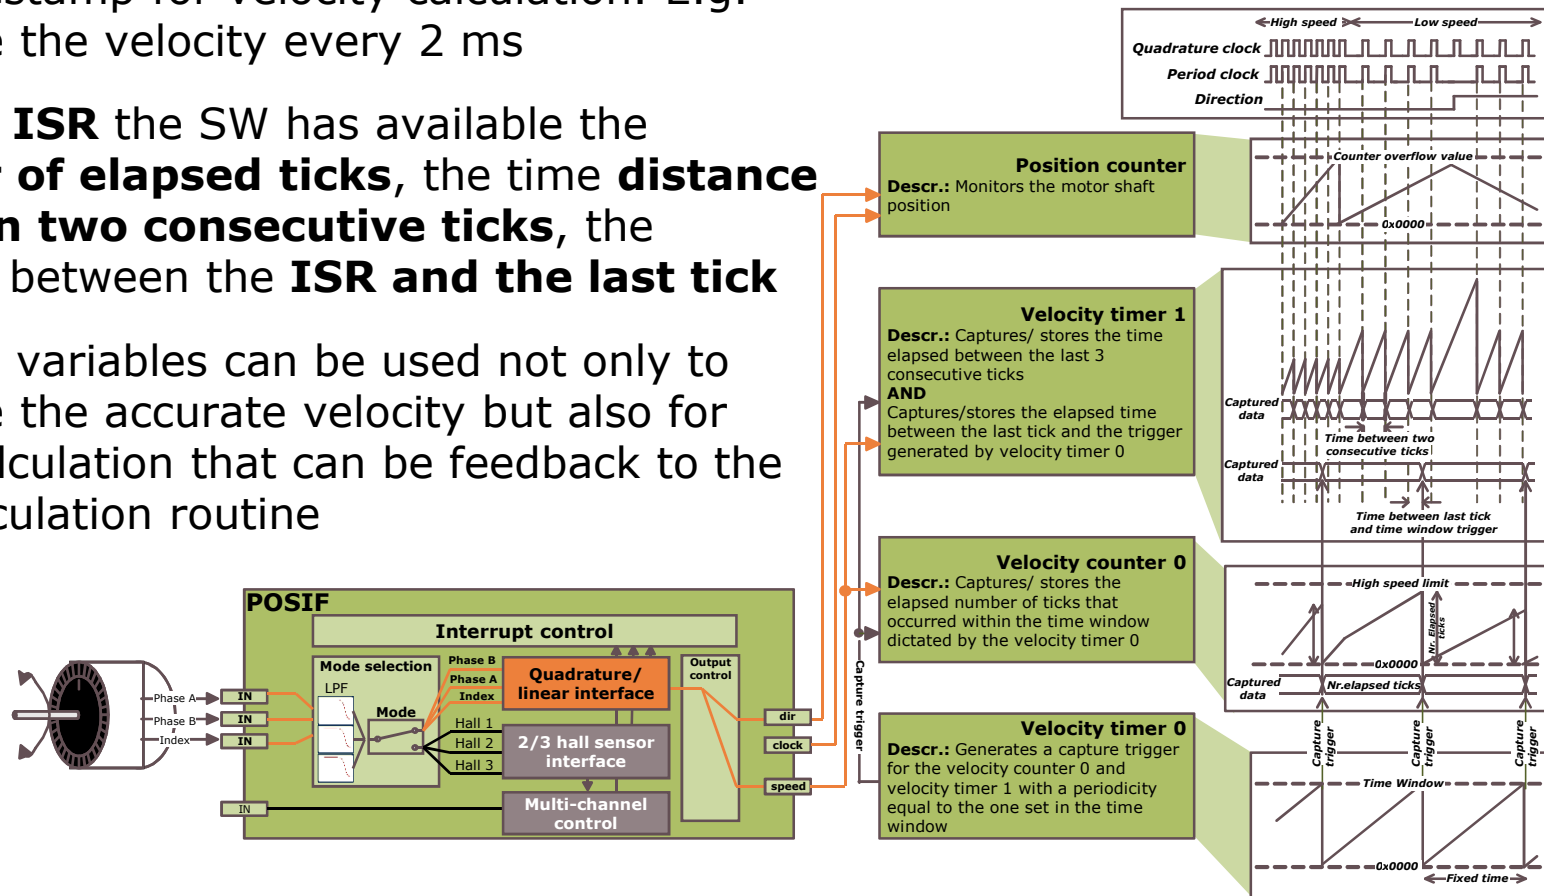 stamp for velocity calculation. E.g.
the velocity every 2 ms
ISR the SW has available the
of elapsed ticks, the time distance
two consecutive ticks, the
between the ISR and the last tick
variables can be used not only to
the accurate velocity but also for
that can be feedback to the
routine
High speed
Low speed
Quadrature clock
Period clock
Direction
Position counter
Descr.: Monitors the motor shaft
position
Counter overflow value
0x0000
Velocity timer 1
Descr.: Captures/ stores the time
elapsed between the last 3
consecutive ticks
AND
Captures/stores the elapsed time
between the last tick and the trigger
generated by velocity timer 0
Captured
data
Time between two
consecutive ticks
Captured
data
Time between last tick
and time window trigger
Velocity counter 0
Descr.: Captures/ stores the
elapsed number of ticks that
occurred within the time window
dictated by the velocity timer 0
High speed limit
Nr. Elapsed
ticks
0x0000
Captured
data
Nr.elapsed ticks
Capture trigger
Velocity timer 0
Descr.: Generates a capture trigger
for the velocity counter 0 and
velocity timer 1 with a periodicity
equal to the one set in the time
window
Capture
trigger
Capture
trigger
Capture
trigger
Time Window
0x0000
Fixed time
POSIF
Interrupt control
Mode selection
LPF
Mode
Phase B
Phase A
Index
Hall 1
Hall 2
Hall 3
Quadrature/
linear interface
2/3 hall sensor
interface
Multi-channel
control
Output
control
dir
clock
speed
Phase A
Phase B
Index
IN
IN
IN
IN